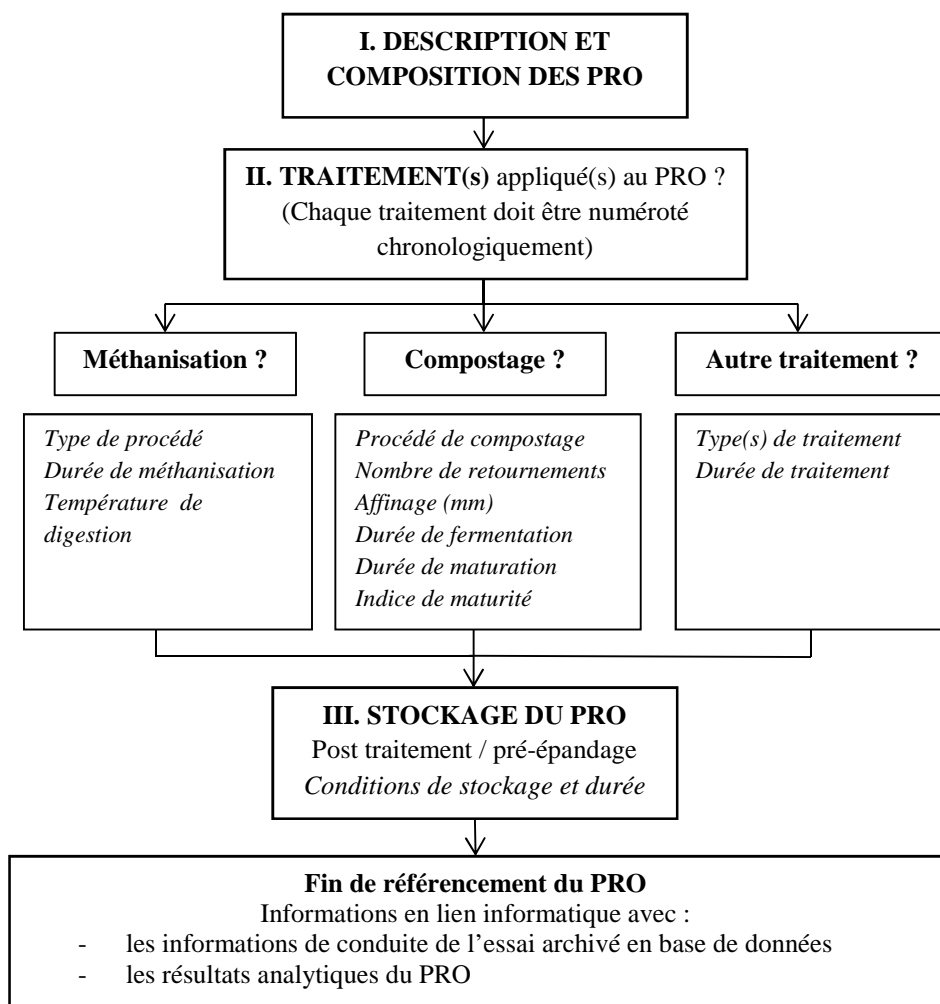 I. DESCRIPTION ET
COMPOSITION DES PRO
II. TRAITEMENT(s) appliqué(s) au PRO ?
(Chaque traitement doit être numéroté
chronologiquement)
Méthanisation ?
Compostage ?
Autre traitement ?
Type de procédé
Durée de méthanisation
Température de
digestion
Procédé de compostage
Nombre de retournements
Affinage (mm)
Durée de fermentation
Durée de maturation
Indice de maturité
Type(s) de traitement
Durée de traitement
III. STOCKAGE DU PRO
Post traitement / pré-épandage
Conditions de stockage et durée
Fin de référencement du PRO
Informations en lien informatique avec :
- les informations de conduite de l'essai archivé en base de données
- les résultats analytiques du PRO